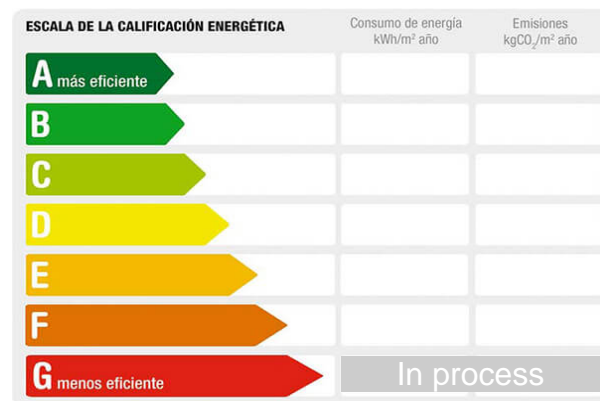 ESCALA DE LA CALIFICACIÓN ENERGÉTICA
Consumo de energía
kWh/m² año
Emisiones
kgCO₂/m² año
A más eficiente
B
C
D
E
F
G menos eficiente
In process